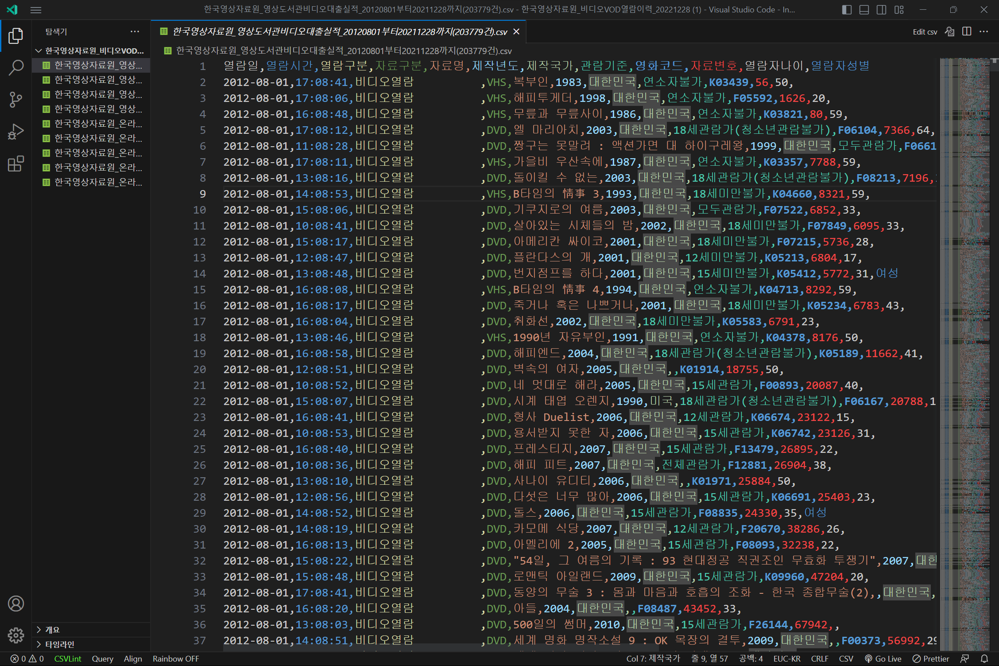 한국영상자료원_영상도서관비디오대출실적_20120801부터20211228까지(203779건).csv - 한국영상자료원_비디오VOD열람이력_20221228 (1) - Visual Studio Code - In...
탐색기
한국영상자료원_영상도서관비디오대출실적_20120801부터20211228까지(203779건).csv
Edit csv
한국영상자료원_비디오VOD...
한국영상자료원_영상도서관비디오대출실적_20120801부터20211228까지(203779건).csv
한국영상자료원_영상...
한국영상자료원_영상...
한국영상자료원_영상...
한국영상자료원_영상...
한국영상자료원_온라...
한국영상자료원_온라...
한국영상자료원_온라...
한국영상자료원_온라...
한국영상자료원_온라...
1 열람일,열람시간,열람구분,자료구분,자료명,제작년도,제작국가,관람기준,영화코드,자료번호,열람자나이,열람자성별
2 2012-08-01,17:08:41,비디오열람 ,VHS,복부인,1983,대한민국,연소자불가,K03439,56,50,
3 2012-08-01,17:08:06,비디오열람 ,VHS,해피투게더,1998,대한민국,연소자불가,F05592,1626,20,
4 2012-08-01,16:08:48,비디오열람 ,VHS,무릎과 무릎사이,1986,대한민국,연소자불가,K03821,80,59,
5 2012-08-01,17:08:12,비디오열람 ,DVD,엘 마리아치,2003,대한민국,18세관람가(청소년관람불가),F06104,7366,64,
6 2012-08-01,11:08:28,비디오열람 ,DVD,짱구는 못말려 : 액션가면 대 하이구레왕,1999,대한민국,모두관람가,F0661
7 2012-08-01,17:08:11,비디오열람 ,VHS,가을비 우산속에,1987,대한민국,연소자불가,K03357,7788,59,
8 2012-08-01,13:08:16,비디오열람 ,DVD,돌이킬 수 없는,2003,대한민국,18세관람가(청소년관람불가),F08213,7196,
9 2012-08-01,14:08:53,비디오열람 ,VHS,B타임의 情事 3,1993,대한민국,18세미만불가,K04660,8321,59,
10 2012-08-01,15:08:06,비디오열람 ,DVD,기쿠지로의 여름,2003,대한민국,모두관람가,F07522,6852,33,
11 2012-08-01,10:08:41,비디오열람 ,DVD,살아있는 시체들의 밤,2002,대한민국,18세미만불가,F07849,6095,33,
12 2012-08-01,15:08:17,비디오열람 ,DVD,아메리칸 싸이코,2001,대한민국,18세미만불가,F07215,5736,28,
13 2012-08-01,12:08:47,비디오열람 ,DVD,플란다스의 개,2001,대한민국,12세미만불가,K05213,6804,17,
14 2012-08-01,13:08:48,비디오열람 ,DVD,번지점프를 하다,2001,대한민국,15세미만불가,K05412,5772,31,여성
15 2012-08-01,16:08:08,비디오열람 ,VHS,B타임의 情事 4,1994,대한민국,연소자불가,K04713,8292,59,
16 2012-08-01,16:08:17,비디오열람 ,DVD,죽거나 혹은 나쁘거나,2001,대한민국,18세미만불가,K05234,6783,43,
17 2012-08-01,16:08:04,비디오열람 ,DVD,취화선,2002,대한민국,18세미만불가,K05583,6791,23,
18 2012-08-01,13:08:46,비디오열람 ,VHS,1990년 자유부인,1991,대한민국,연소자불가,K04378,8176,50,
19 2012-08-01,16:08:58,비디오열람 ,DVD,해피엔드,2004,대한민국,18세관람가(청소년관람불가),K05189,11662,41,
20 2012-08-01,12:08:51,비디오열람 ,DVD,벽속의 여자,2005,대한민국,,K01914,18755,50,
21 2012-08-01,10:08:52,비디오열람 ,DVD,네 멋대로 해라,2005,대한민국,15세관람가,F00893,20087,40,
22 2012-08-01,15:08:07,비디오열람 ,DVD,시계 태엽 오렌지,1990,미국,18세관람가(청소년관람불가),F06167,20788,1
23 2012-08-01,16:08:41,비디오열람 ,DVD,형사 Duelist,2006,대한민국,12세관람가,K06674,23122,15,
24 2012-08-01,10:08:53,비디오열람 ,DVD,용서받지 못한 자,2006,대한민국,15세관람가,K06742,23126,31,
25 2012-08-01,16:08:40,비디오열람 ,DVD,프레스티지,2007,대한민국,15세관람가,F13479,26895,22,
26 2012-08-01,10:08:36,비디오열람 ,DVD,해피 피트,2007,대한민국,전체관람가,F12881,26904,38,
27 2012-08-01,13:08:10,비디오열람 ,DVD,사나이 유디티,2006,대한민국,,K01971,25884,50,
28 2012-08-01,12:08:56,비디오열람 ,DVD,다섯은 너무 많아,2006,대한민국,15세관람가,K06691,25403,23,
29 2012-08-01,14:08:52,비디오열람 ,DVD,돌스,2006,대한민국,15세관람가,F08835,24330,35,여성
30 2012-08-01,14:08:19,비디오열람 ,DVD,카모메 식당,2007,대한민국,12세관람가,F20670,38286,26,
31 2012-08-01,16:08:13,비디오열람 ,DVD,아멜리에 2,2005,대한민국,15세관람가,F08093,32238,22,
32 2012-08-01,15:08:22,비디오열람 ,DVD,"54일, 그 여름의 기록 : 93 현대정공 직권조인 무효화 투쟁기",2007,대한
33 2012-08-01,15:08:48,비디오열람 ,DVD,로맨틱 아일랜드,2009,대한민국,15세관람가,K09960,47204,20,
34 2012-08-01,17:08:41,비디오열람 ,DVD,동양의 무술 3 : 몸과 마음과 호흡의 조화 - 한국 종합무술(2),,대한민국,
35 2012-08-01,16:08:20,비디오열람 ,DVD,아들,2004,대한민국,,F08487,43452,33,
36 2012-08-01,13:08:03,비디오열람 ,DVD,500일의 썸머,2010,대한민국,15세관람가,F26144,67942,,
37 2012-08-01,14:08:51,비디오열람 ,DVD,세계 명화 명작소설 9 : OK 목장의 결투,2009,대한민국,,F00373,56992,29
개요
타임라인
0 0 CSVLint Query Align Rainbow OFF Col 7: 제작국가 줄 9, 열 57 공백: 4 EUC-KR CRLF CSV Go Live Prettier